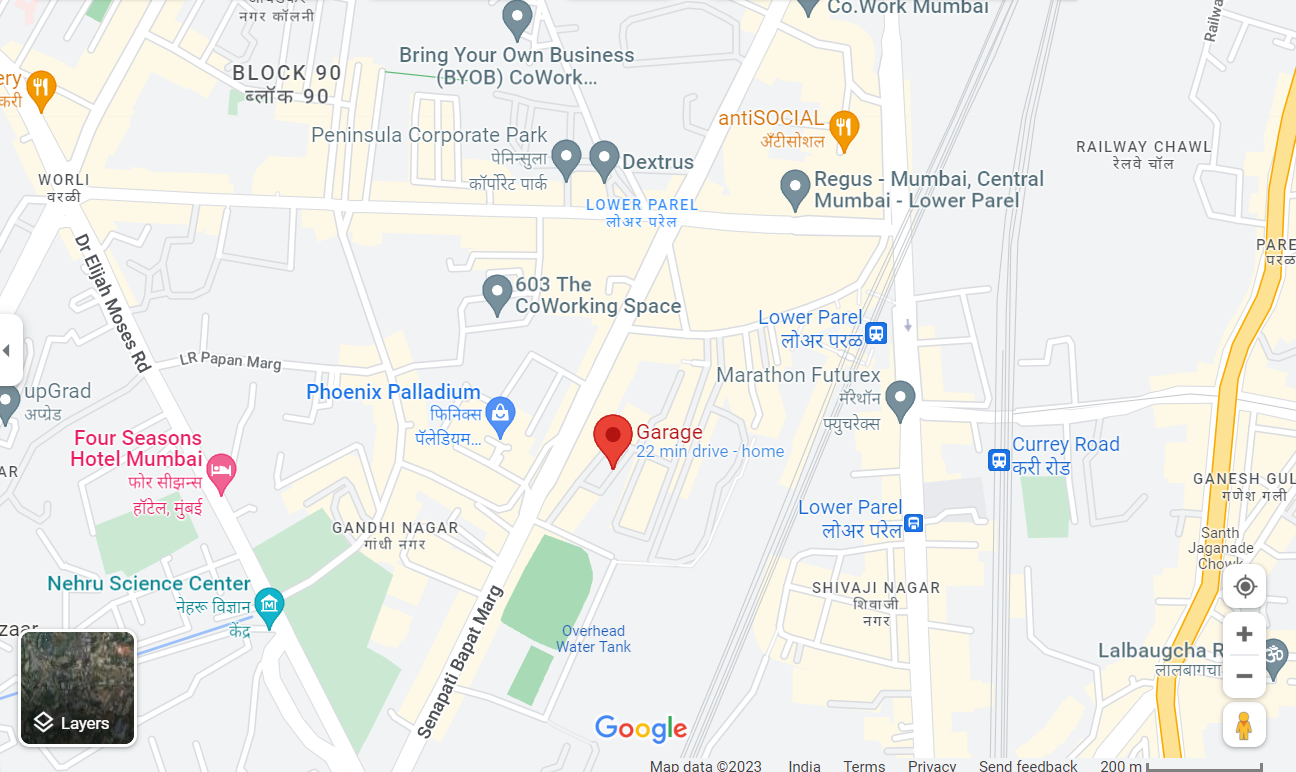 नगर कॉलनी
Co.Work Mumbai
Railwa
Bring Your Own Business
(BYOB) CoWork...
BLOCK 90
ब्लॉक 90
ery
करी
antiSOCIAL
अँटीसोशल
Peninsula Corporate Park
पेनिन्सुला
कॉर्पोरेट पार्क
Dextrus
RAILWAY CHAWL
रेलवे चॉल
WORLI
वरळी
Regus - Mumbai, Central
Mumbai - Lower Parel
LOWER PAREL
लोअर परेल
Dr Elijah Moses Rd
PARE
परळ
603 The
CoWorking Space
Lower Parel
लोअर परळ
LR Papan Marg
upGrad
अपग्रेड
Phoenix Palladium
फिनिक्स
पॅलेडियम...
Marathon Futurex
मॅरेथॉन
फ्युचरेक्स
Garage
22 min drive - home
Four Seasons
Hotel Mumbai
फोर सीझन्स
हॉटेल, मुंबई
Currey Road
करी रोड
AR
GANESH GUL
गणेश गली
Lower Parel
लोअर परेल
GANDHI NAGAR
गांधी नगर
Santh
Jaganade
Chowk
Nehru Science Center
नेहरू विज्ञान
केंद्र
SHIVAJI NAGAR
शिवाजी
नगर
Senapati Bapat Marg
zaar
Overhead
Water Tank
Lalbaugcha R
लालबागचा
Layers
Google
Map data ©2023
India
Terms
Privacy
Send feedback
200 m